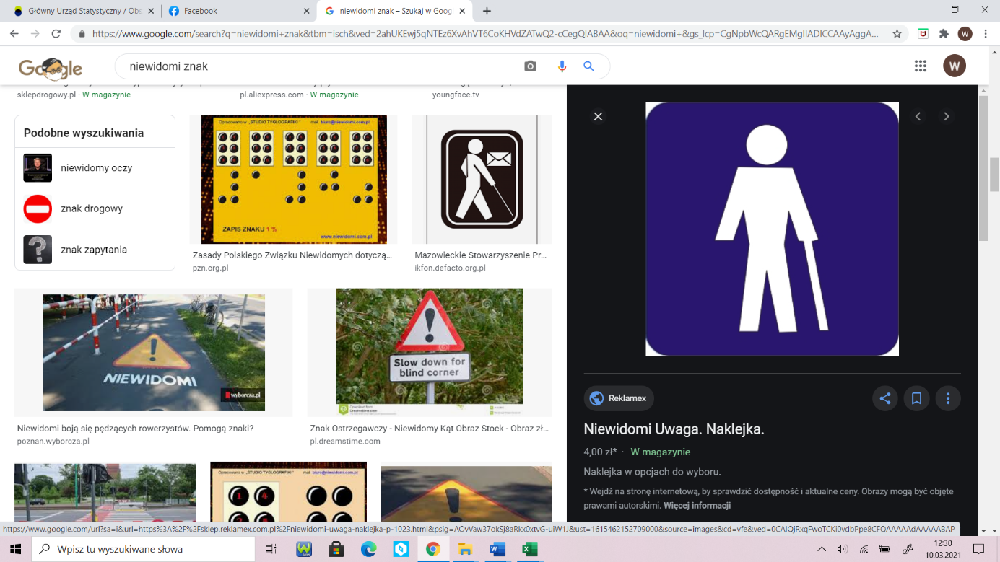 Główny Urząd Statystyczny / Obs
Facebook
niewidomi znak – Szukaj w Goog
https://www.google.com/search?q=niewidomi+znak&tbm=isch&ved=2ahUKEwj5qNTEz6XvAhVT6CoKHVdZATwQ2-cCegQIABAA&oq=niewidomi+&gs_lcp=CgNpbWcQARgEMgIIADICCAAyAggA...
W
Google
niewidomi znak
W
sklepdrogowy.pl · W magazynie
pl.aliexpress.com · W magazynie
youngface.tv
Podobne wyszukiwania
niewidomy oczy
znak drogowy
znak zapytania
Opracowano w „STUDIO TYFLOGRAFIKI" mail biuro@niewidomi.com.pl
ZAPIS ZNAKU 1 %
www.niewidomi.com.pl
Zasady Polskiego Związku Niewidomych dotyczą...
pzn.org.pl
Mazowieckie Stowarzyszenie Pr...
ikfon.defacto.org.pl
NIEWIDOMI
wyborcza.pl
Niewidomi boją się pędzących rowerzystów. Pomogą znaki?
poznan.wyborcza.pl
Slow down for
blind corner
Znak Ostrzegawczy - Niewidomy Kąt Obraz Stock - Obraz zł...
pl.dreamstime.com
Opracowano w „STUDIO TYFLOGRAFIKI" mail biuro@niewidomi.com.pl
1 4
Reklamex
Niewidomi Uwaga. Naklejka.
4,00 zł* · W magazynie
Naklejka w opcjach do wyboru.
* Wejdź na stronę internetową, by sprawdzić dostępność i aktualne ceny. Obrazy mogą być objęte
prawami autorskimi. Więcej informacji
https://www.google.com/url?sa=i&url=https%3A%2F%2Fsklep.reklamex.com.pl%2Fniewidomi-uwaga-naklejka-p-1023.html&psig=AOvVaw37okSj8aRkx0xtvG-uiW1J&ust=1615462152709000&source=images&cd=vfe&ved=0CAIQjRxqFwoTCKi0vdbPpe8CFQAAAAAdAAAAABAP
Wpisz tu wyszukiwane słowa
12:30
10.03.2021